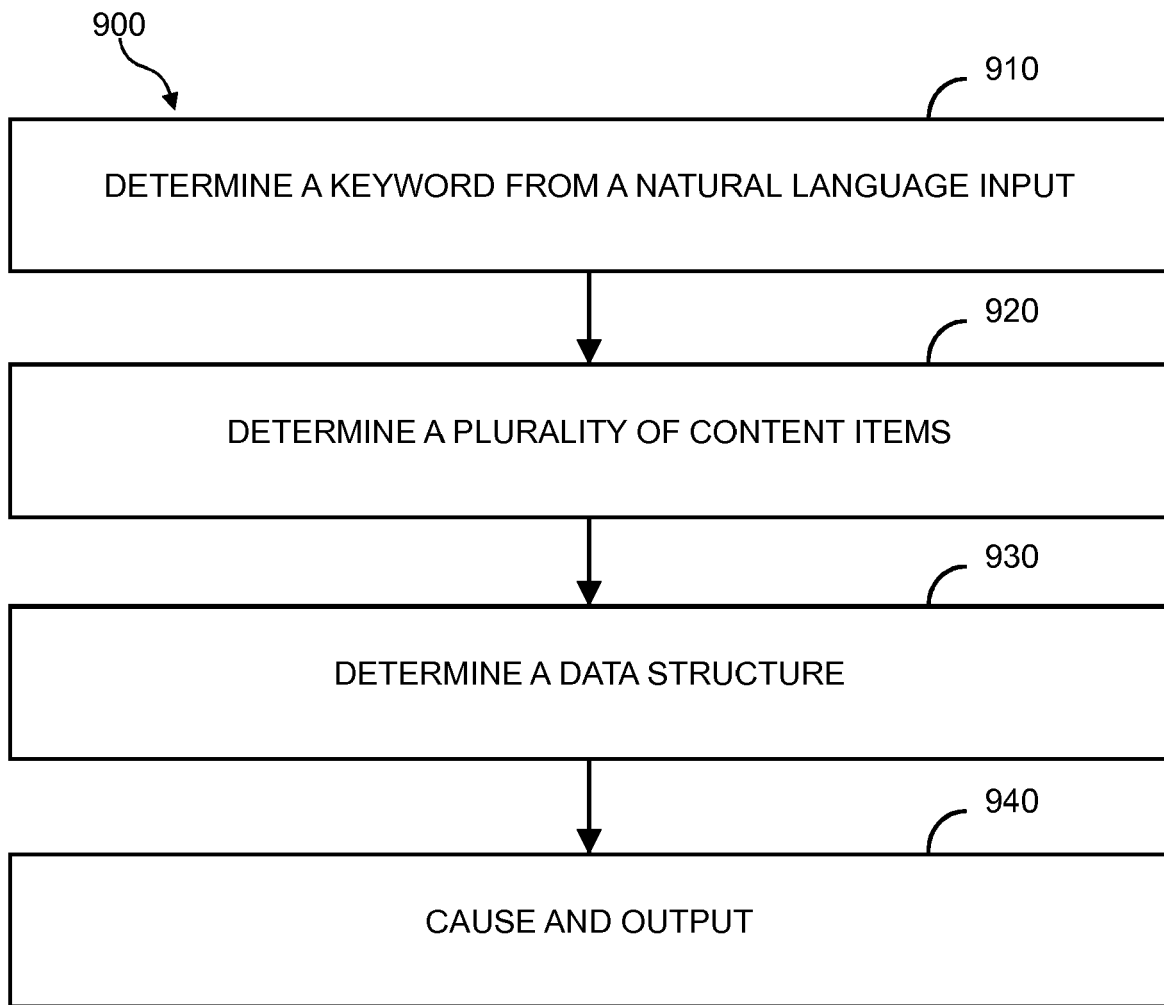 900
910
DETERMINE A KEYWORD FROM A NATURAL LANGUAGE INPUT
920
DETERMINE A PLURALITY OF CONTENT ITEMS
930
DETERMINE A DATA STRUCTURE
940
CAUSE AND OUTPUT